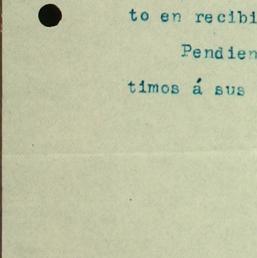 to en recibi
Pendien
timos á sus